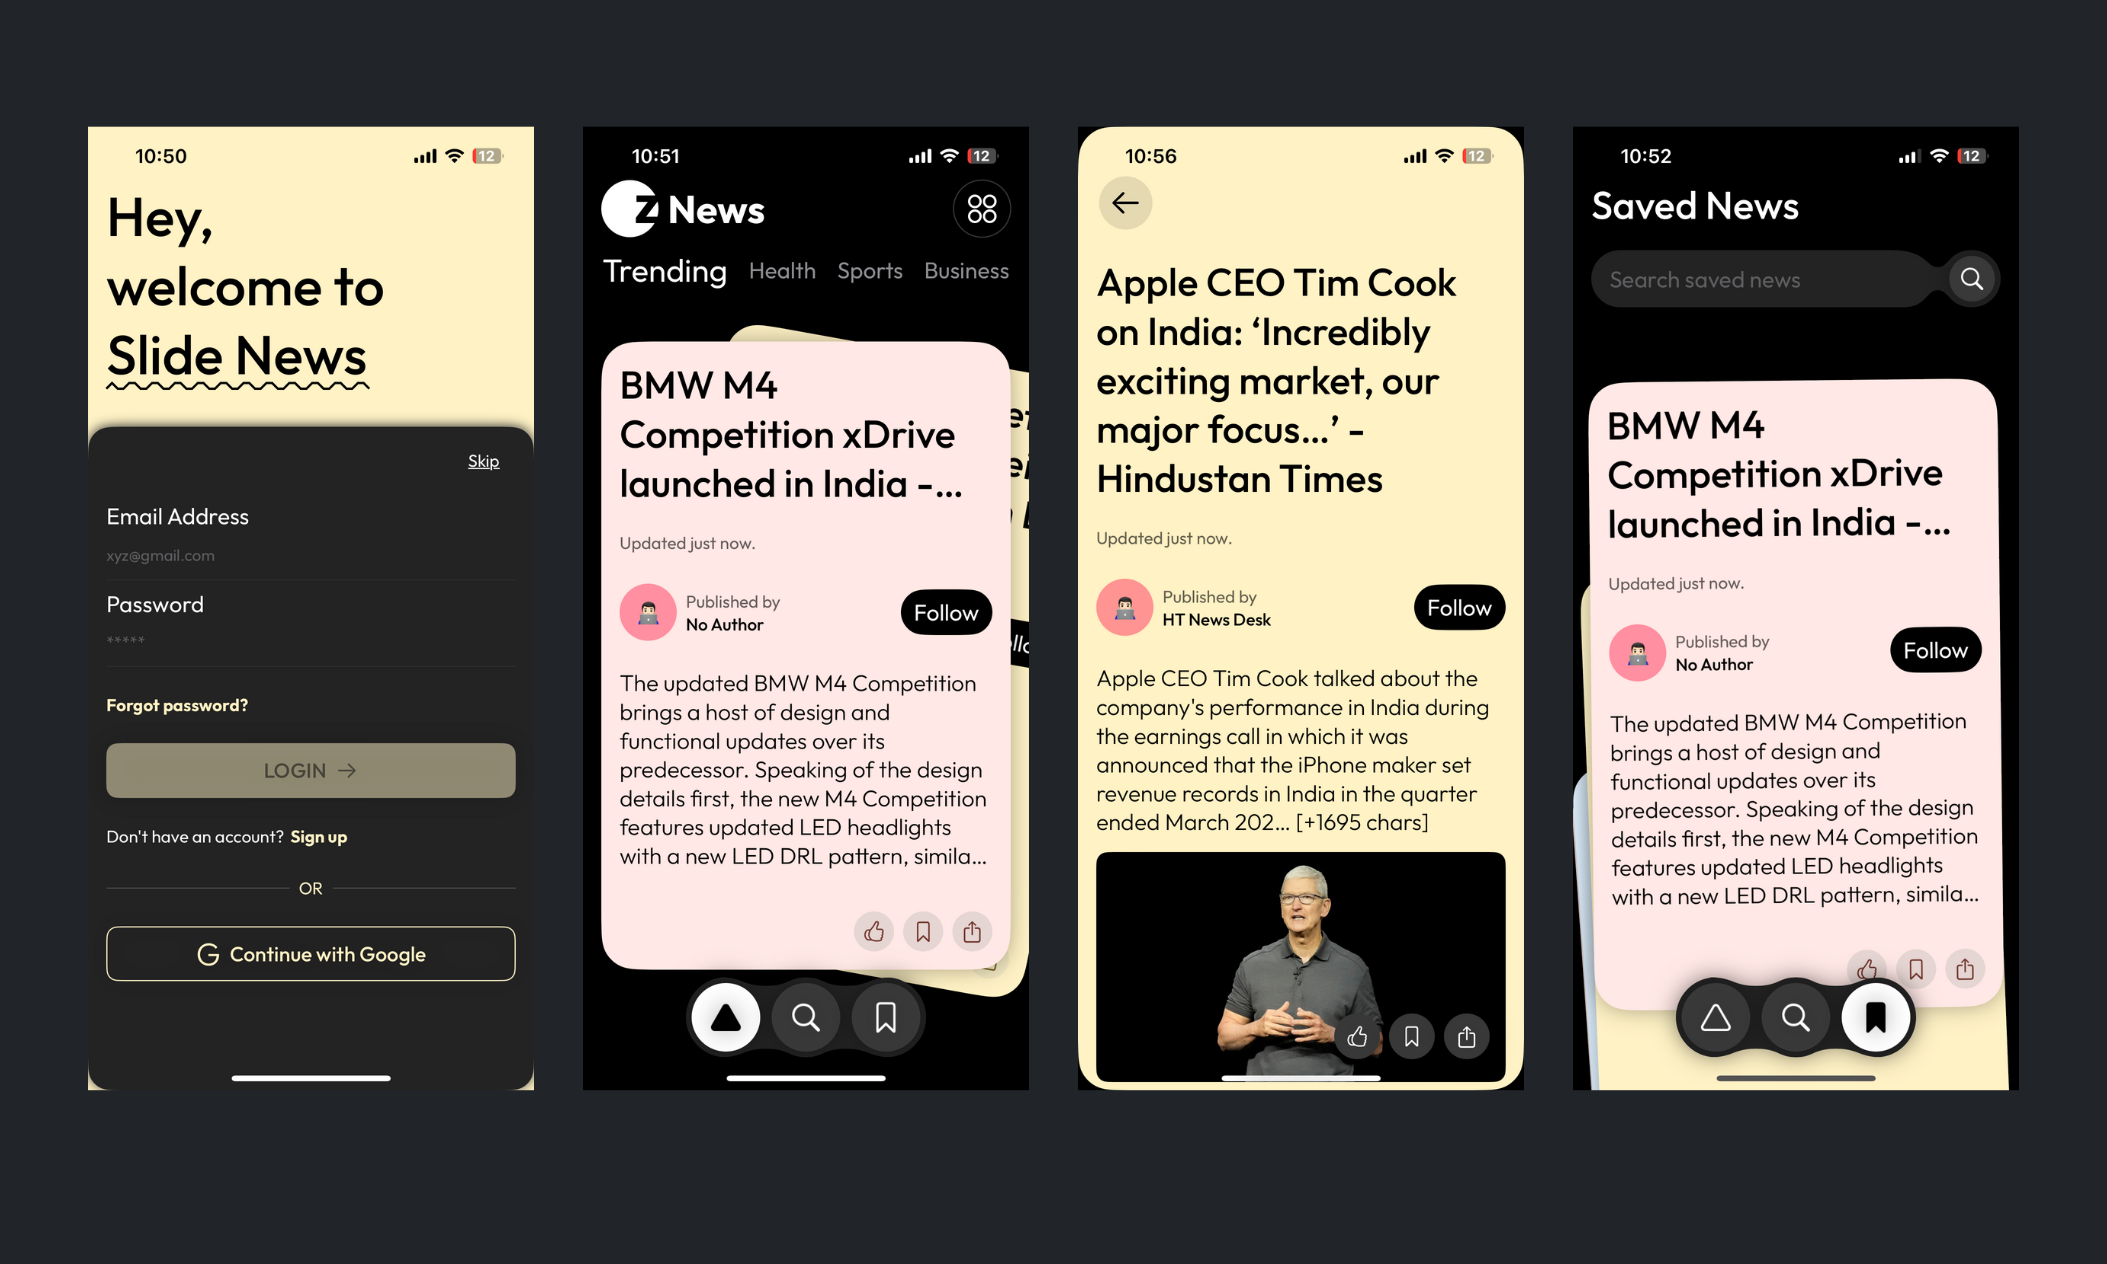 10:50
12
Hey,
welcome to
Slide News
Skip
Email Address
xyz@gmail.com
Password
*****
Forgot password?
LOGIN →
Don't have an account? Sign up
OR
G Continue with Google
10:51
12
Z News
Trending Health Sports Business
BMW M4
Competition xDrive
launched in India -...
Updated just now.
Published by
No Author
Follow
The updated BMW M4 Competition
brings a host of design and
functional updates over its
predecessor. Speaking of the design
details first, the new M4 Competition
features updated LED headlights
with a new LED DRL pattern, simila...
10:56
12
Apple CEO Tim Cook
on India: ‘Incredibly
exciting market, our
major focus...’ -
Hindustan Times
Updated just now.
Published by
HT News Desk
Follow
Apple CEO Tim Cook talked about the
company's performance in India during
the earnings call in which it was
announced that the iPhone maker set
revenue records in India in the quarter
ended March 202... [+1695 chars]
10:52
12
Saved News
Search saved news
BMW M4
Competition xDrive
launched in India -...
Updated just now.
Published by
No Author
Follow
The updated BMW M4 Competition
brings a host of design and
functional updates over its
predecessor. Speaking of the design
details first, the new M4 Competition
features updated LED headlights
with a new LED DRL pattern, simila...